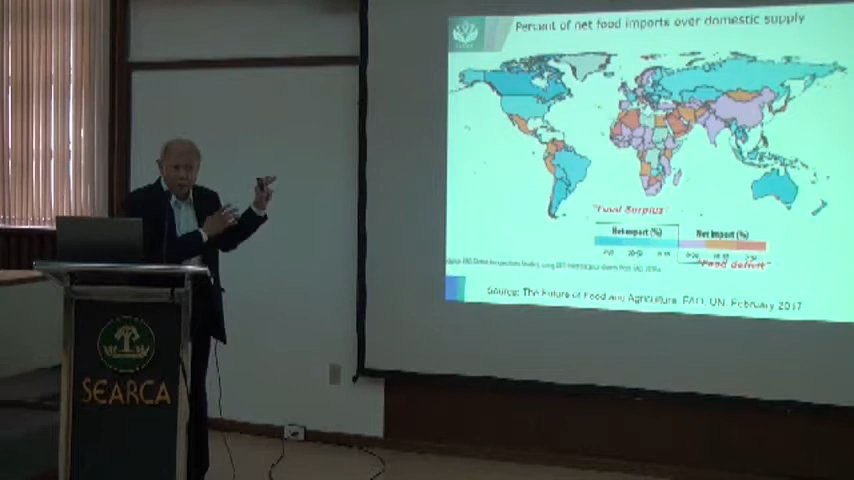 Percent of net food imports over domestic supply
"Food Surplus"
Net export (%)
Net Import (%)
"Food deficit"
Source: The Future of Food and Agriculture, FAO, UN, February 2017
SEARCA